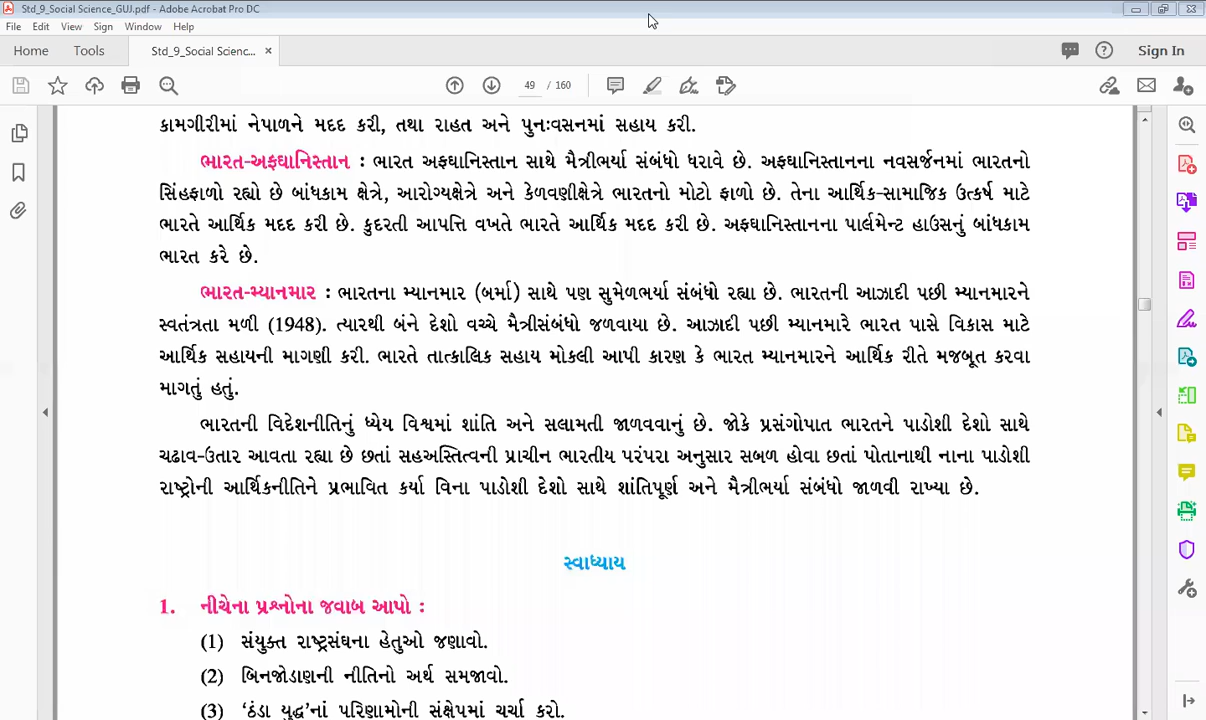 Std_9_Social Science_GUJ.pdf - Adobe Acrobat Pro DC
File Edit View Sign Window Help
Home Tools Std_9_Social Scienc... × Sign In
49 / 160
કામગીરીમાં નેપાળને મદદ કરી, તથા રાહત અને પુનઃવસનમાં સહાય કરી.
ભારત-અફઘાનિસ્તાન : ભારત અફઘાનિસ્તાન સાથે મૈત્રીભર્યા સંબંધો ધરાવે છે. અફઘાનિસ્તાનના નવસર્જનમાં ભારતનો
સિંહફાળો રહ્યો છે બાંધકામ ક્ષેત્રે, આરોગ્યક્ષેત્રે અને કેળવણીક્ષેત્રે ભારતનો મોટો ફાળો છે. તેના આર્થિક-સામાજિક ઉત્કર્ષ માટે
ભારતે આર્થિક મદદ કરી છે. કુદરતી આપત્તિ વખતે ભારતે આર્થિક મદદ કરી છે. અફઘાનિસ્તાનના પાર્લમેન્ટ હાઉસનું બાંધકામ
ભારત કરે છે.
ભારત-મ્યાનમાર : ભારતના મ્યાનમાર (બર્મા) સાથે પણ સુમેળભર્યા સંબંધો રહ્યા છે. ભારતની આઝાદી પછી મ્યાનમારને
સ્વતંત્રતા મળી (1948). ત્યારથી બંને દેશો વચ્ચે મૈત્રીસંબંધો જળવાયા છે. આઝાદી પછી મ્યાનમારે ભારત પાસે વિકાસ માટે
આર્થિક સહાયની માગણી કરી. ભારતે તાત્કાલિક સહાય મોકલી આપી કારણ કે ભારત મ્યાનમારને આર્થિક રીતે મજબૂત કરવા
માગતું હતું.
ભારતની વિદેશનીતિનું ધ્યેય વિશ્વમાં શાંતિ અને સલામતી જાળવવાનું છે. જોકે પ્રસંગોપાત ભારતને પાડોશી દેશો સાથે
ચઢાવ-ઉતાર આવતા રહ્યા છે છતાં સહઅસ્તિત્વની પ્રાચીન ભારતીય પરંપરા અનુસાર સબળ હોવા છતાં પોતાનાથી નાના પાડોશી
રાષ્ટ્રોની આર્થિકનીતિને પ્રભાવિત કર્યા વિના પાડોશી દેશો સાથે શાંતિપૂર્ણ અને મૈત્રીભર્યા સંબંધો જાળવી રાખ્યા છે.
સ્વાધ્યાય
1. નીચેના પ્રશ્નોના જવાબ આપો :
(1) સંયુક્ત રાષ્ટ્રસંઘના હેતુઓ જણાવો.
(2) બિનજોડાણની નીતિનો અર્થ સમજાવો.
(3) ‘ઠંડા યુદ્ધ’નાં પરિણામોની સંક્ષેપમાં ચર્ચા કરો.